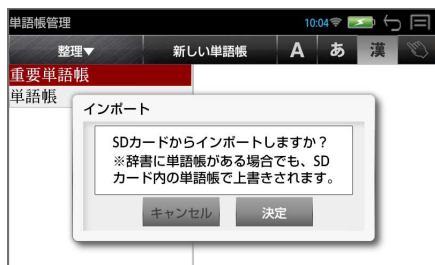 単語帳管理
10:04
整理▼
新しい単語帳
A
あ
漢
重要単語帳
単語帳
インポート
SDカードからインポートしますか？
※辞書に単語帳がある場合でも、SD
カード内の単語帳で上書きされます。
キャンセル
決定